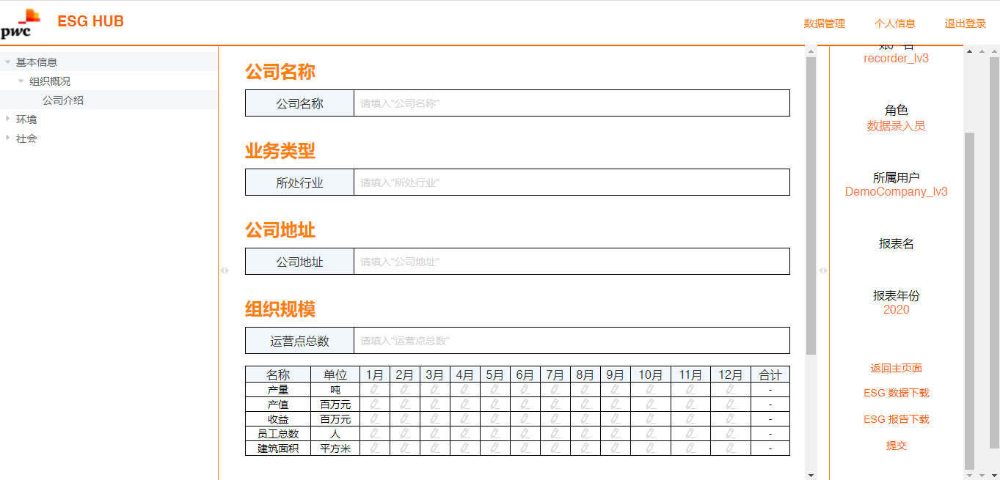 pwc
ESG HUB
数据管理 个人信息 退出登录
基本信息
组织概况
公司介绍
环境
社会
公司名称
公司名称 请填入"公司名称"
业务类型
所处行业 请填入"所处行业"
公司地址
公司地址 请填入"公司地址"
组织规模
运营点总数 请填入"运营点总数"
名称 单位 1月 2月 3月 4月 5月 6月 7月 8月 9月 10月 11月 12月 合计
产量 吨 -
产值 百万元 -
收益 百万元 -
员工总数 人 -
建筑面积 平方米 -
账户名
recorder_lv3
角色
数据录入员
所属用户
DemoCompany_lv3
报表名
报表年份
2020
返回主页面
ESG 数据下载
ESG 报告下载
提交